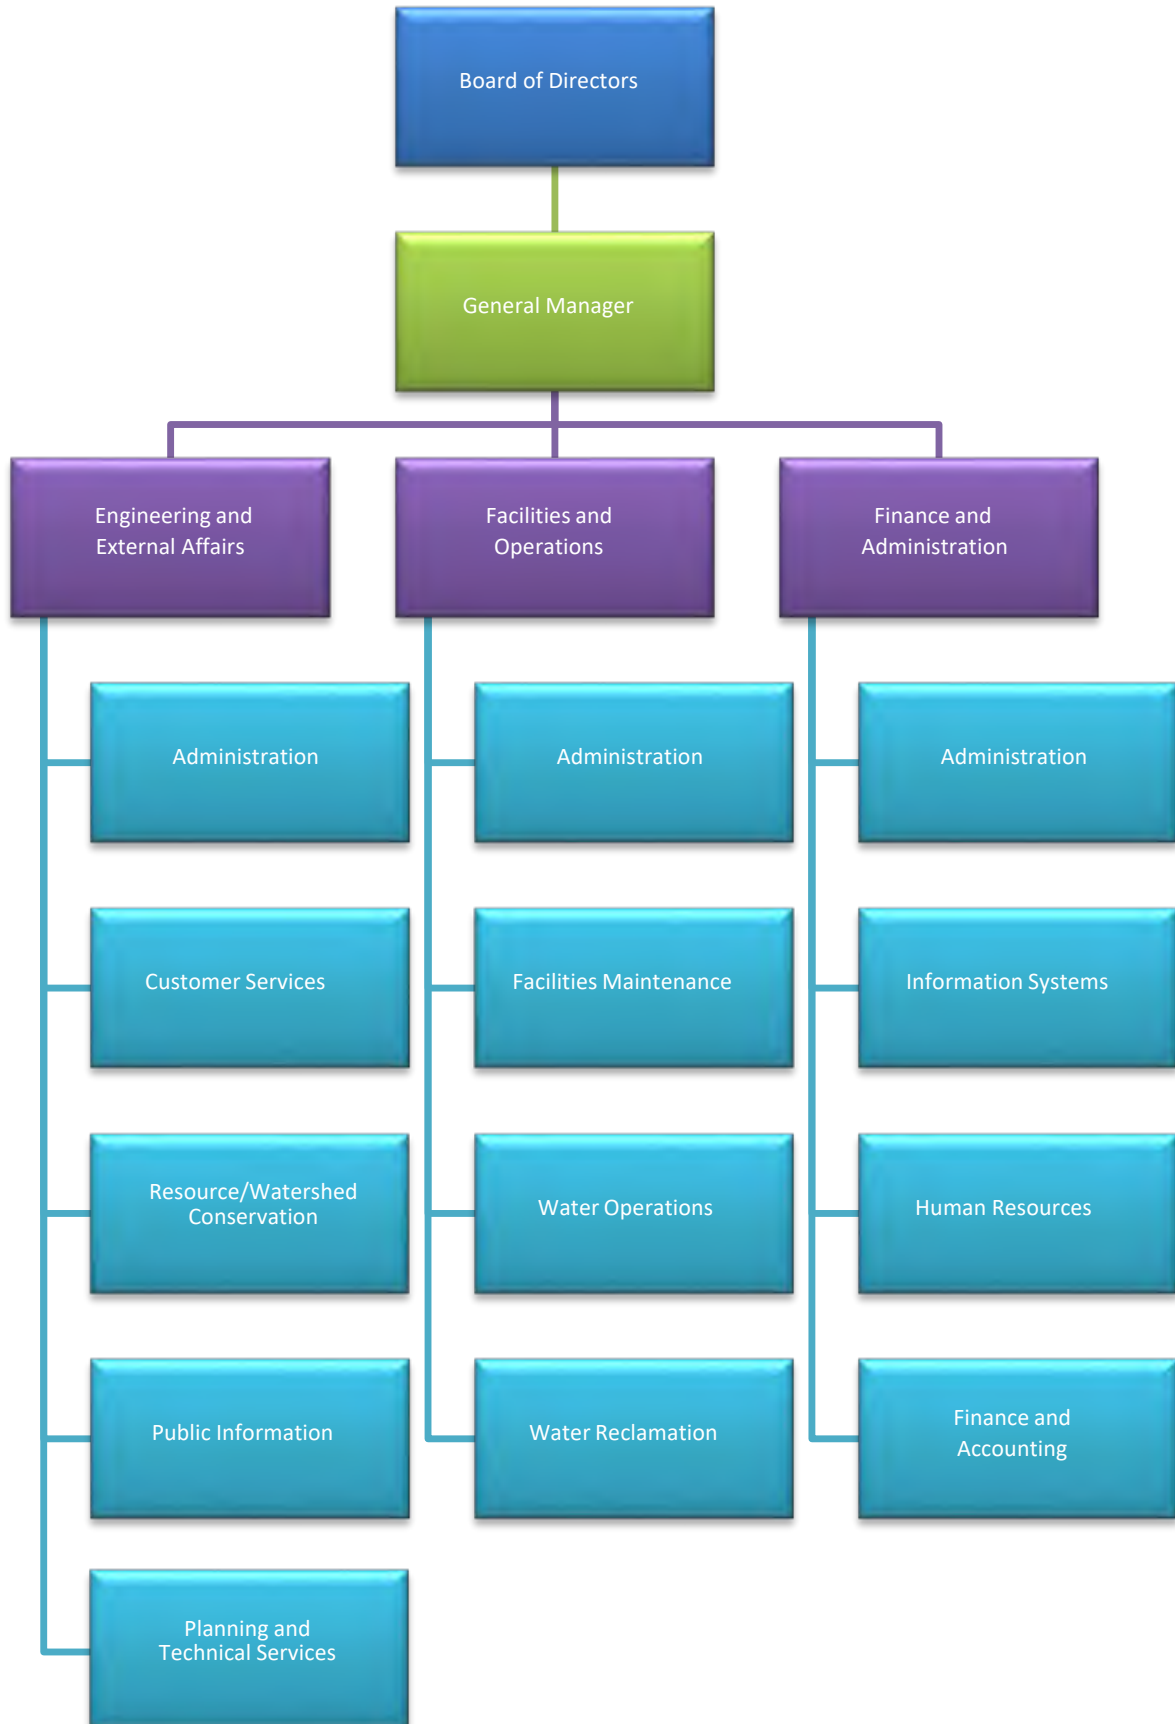 Board of Directors
General Manager
Engineering and
External Affairs
Facilities and
Operations
Finance and
Administration
Administration
Administration
Administration
Customer Services
Facilities Maintenance
Information Systems
Resource/Watershed
Conservation
Water Operations
Human Resources
Public Information
Water Reclamation
Finance and
Accounting
Planning and
Technical Services